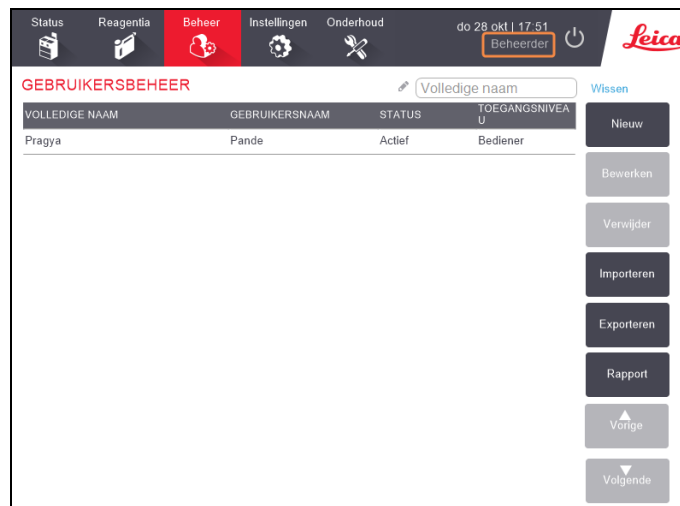 Status Reagentia Beheer Instellingen Onderhoud do 28 okt | 17:51
Beheerder
Leica
GEBRUIKERSBEHEER Volledige naam Wissen
VOLLEDIGE NAAM GEBRUIKERSNAAM STATUS TOEGANGSNIVEA
U
Pragya Pande Actief Bediener
Nieuw
Bewerken
Verwijder
Importeren
Exporteren
Rapport
Vorige
Volgende